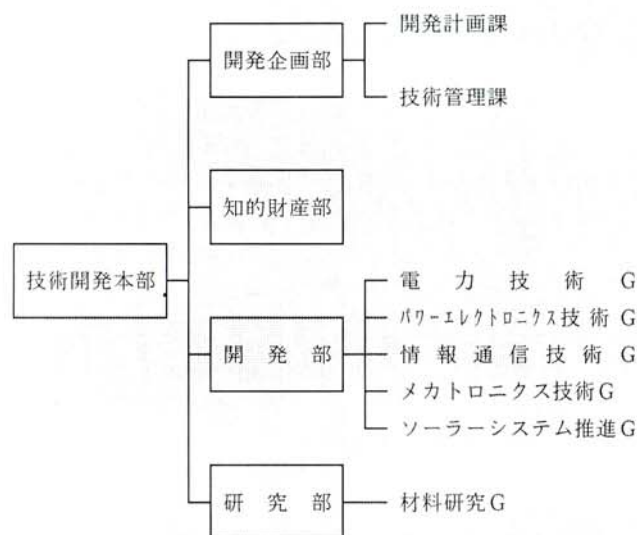 開発計画課
開発企画部
技術管理課
知的財産部
技術開発本部
電力技術G
パワーエレクトロニクス技術G
開発部
情報通信技術G
メカトロニクス技術G
ソーラーシステム推進G
研究部
材料研究G